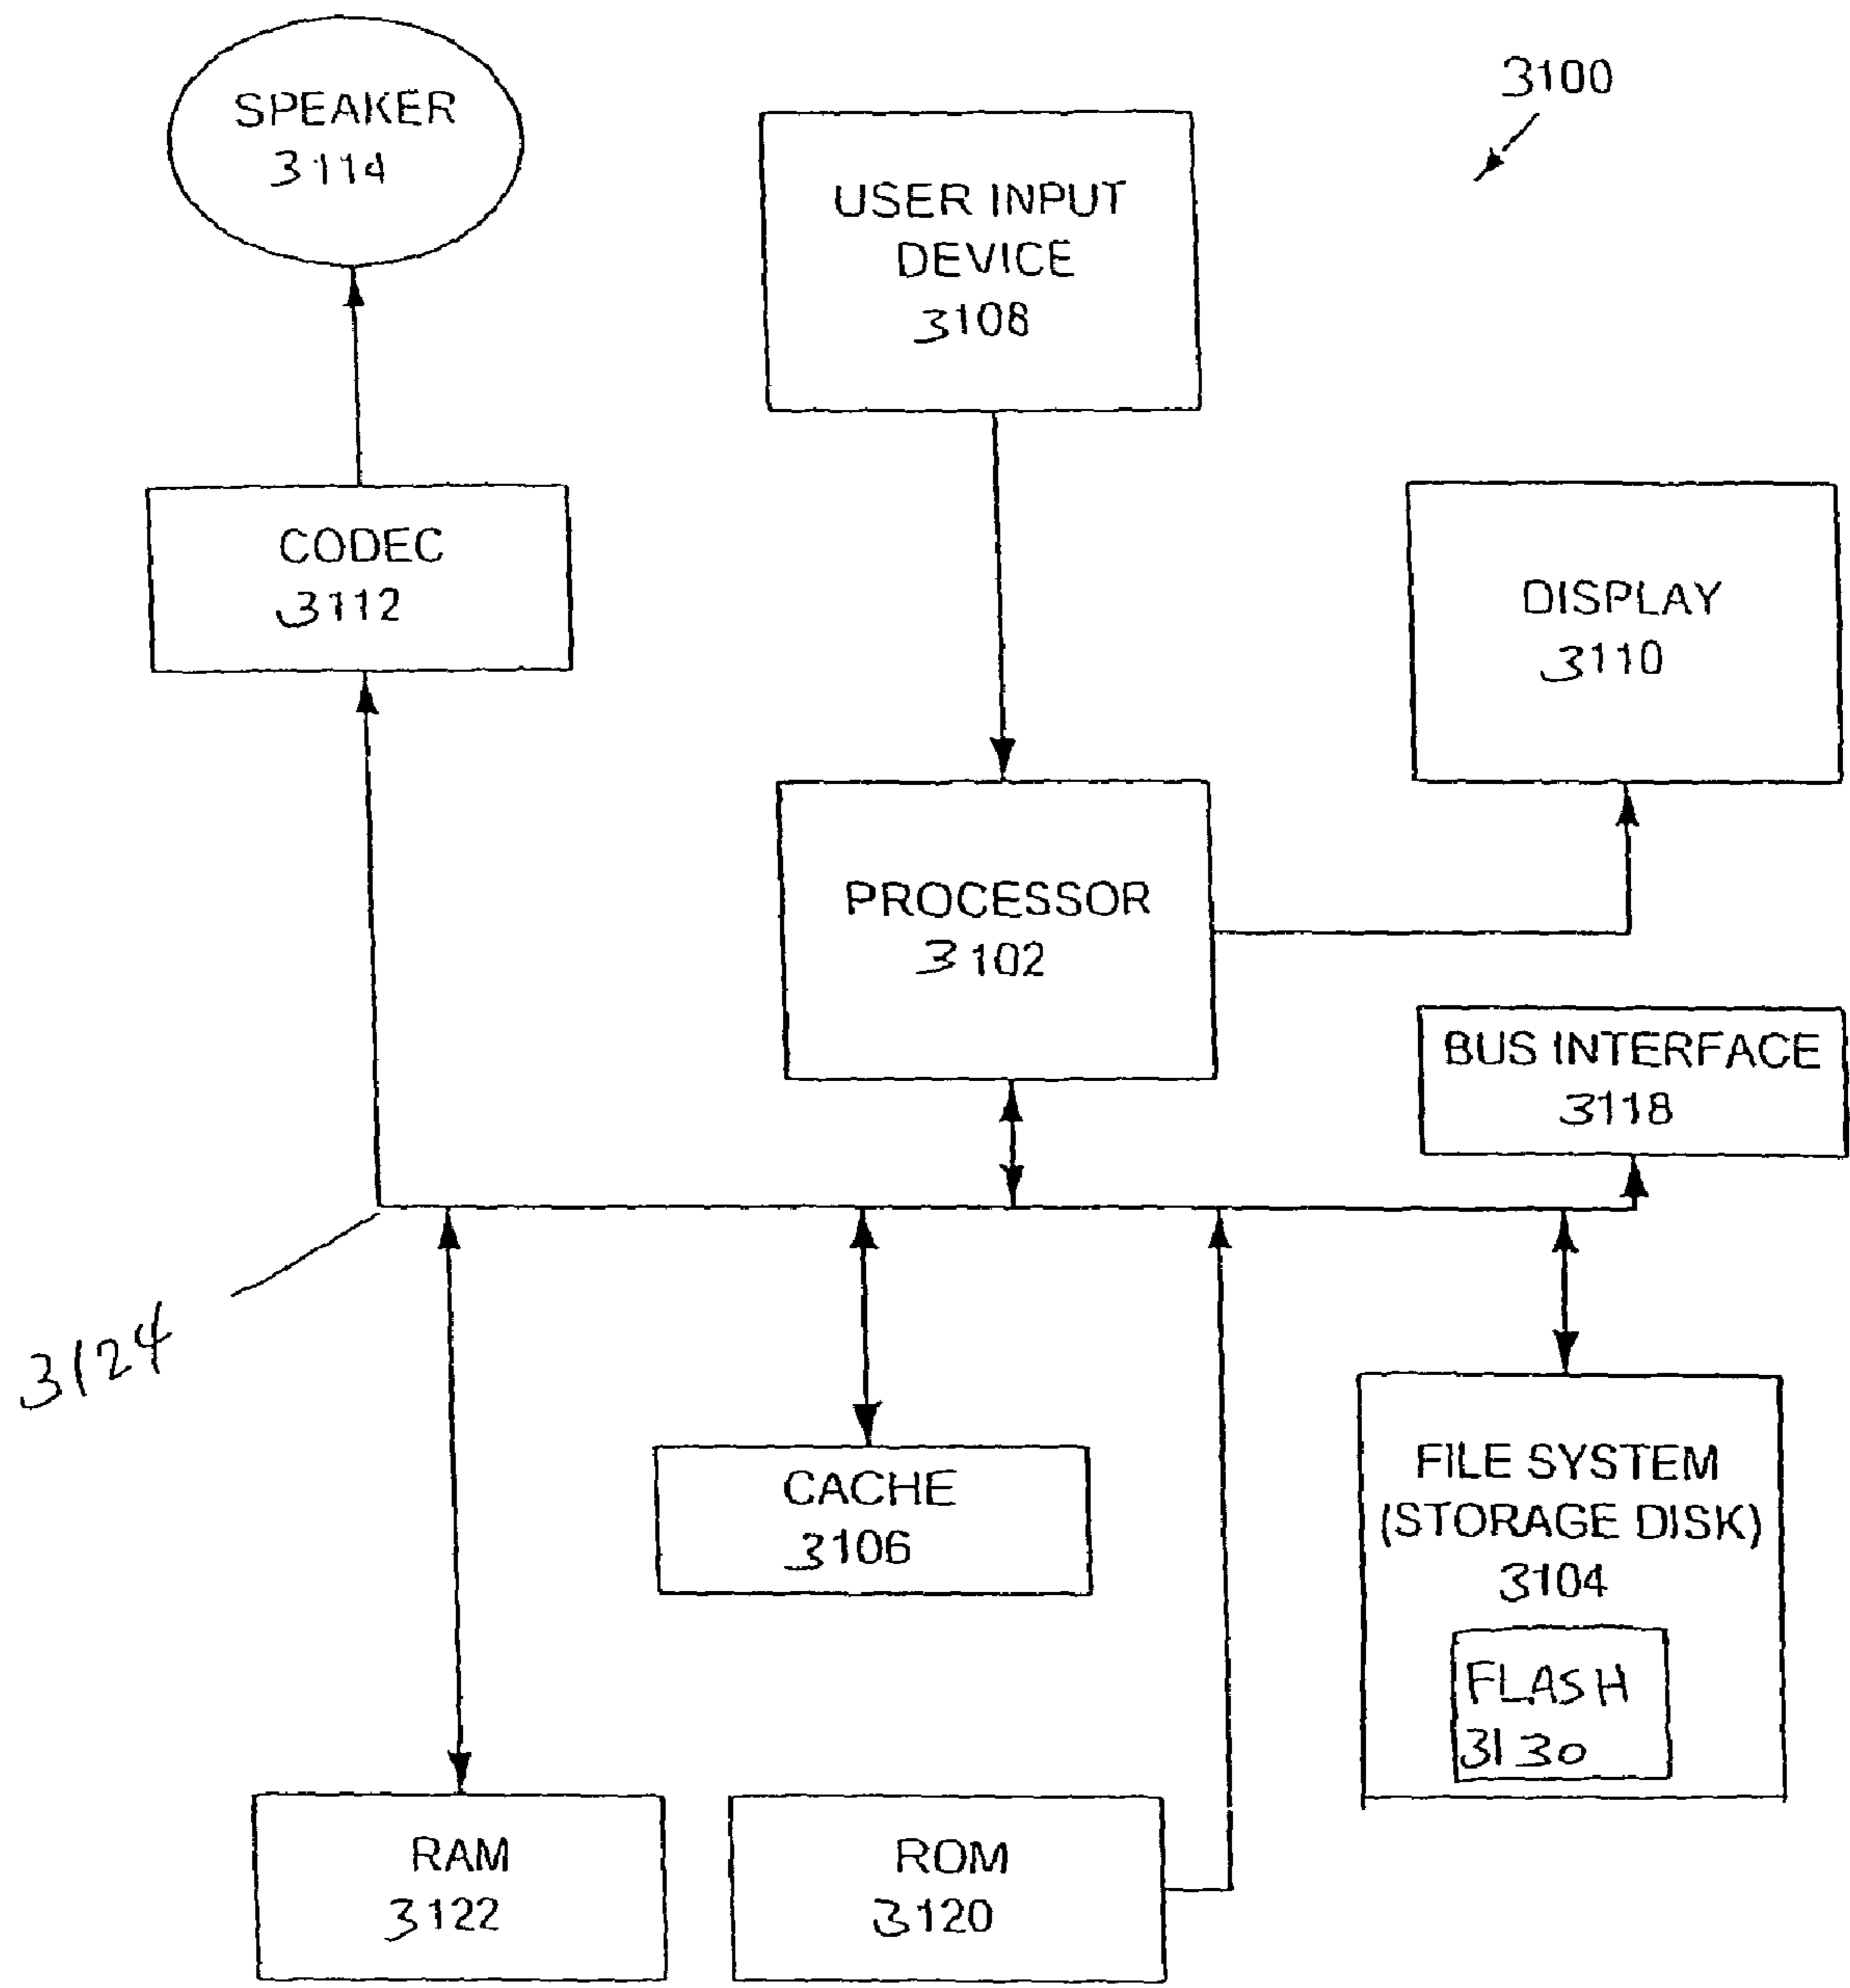 SPEAKER
3114
3100
USER INPUT
DEVICE
3108
CODEC
3112
DISPLAY
3110
PROCESSOR
3102
BUS INTERFACE
3118
3124
CACHE
3106
FILE SYSTEM
(STORAGE DISK)
3104
FLASH
3130
RAM
3122
ROM
3120